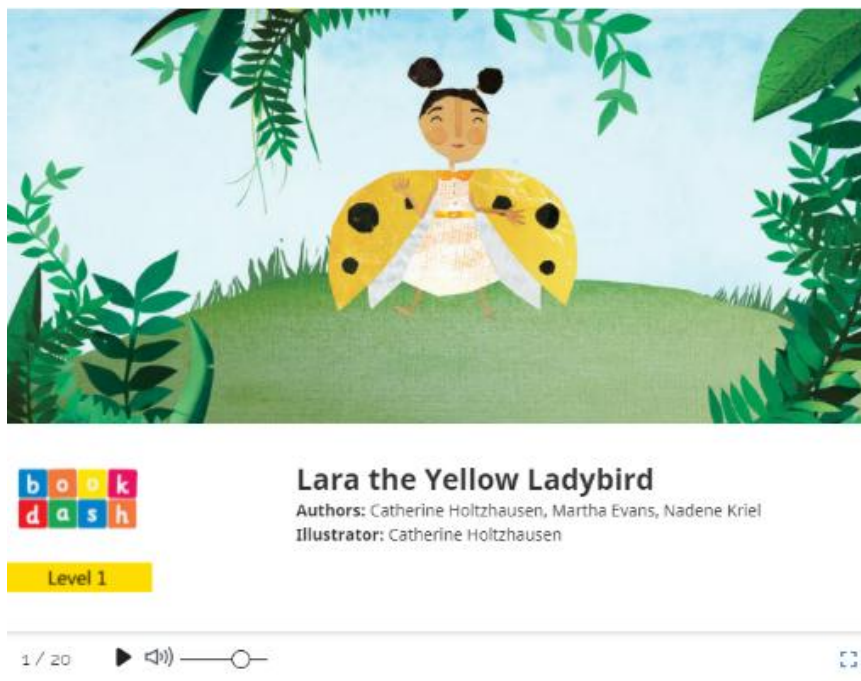 book
dash
Level 1
Lara the Yellow Ladybird
Authors: Catherine Holtzhausen, Martha Evans, Nadene Kriel
Illustrator: Catherine Holtzhausen
1 / 20